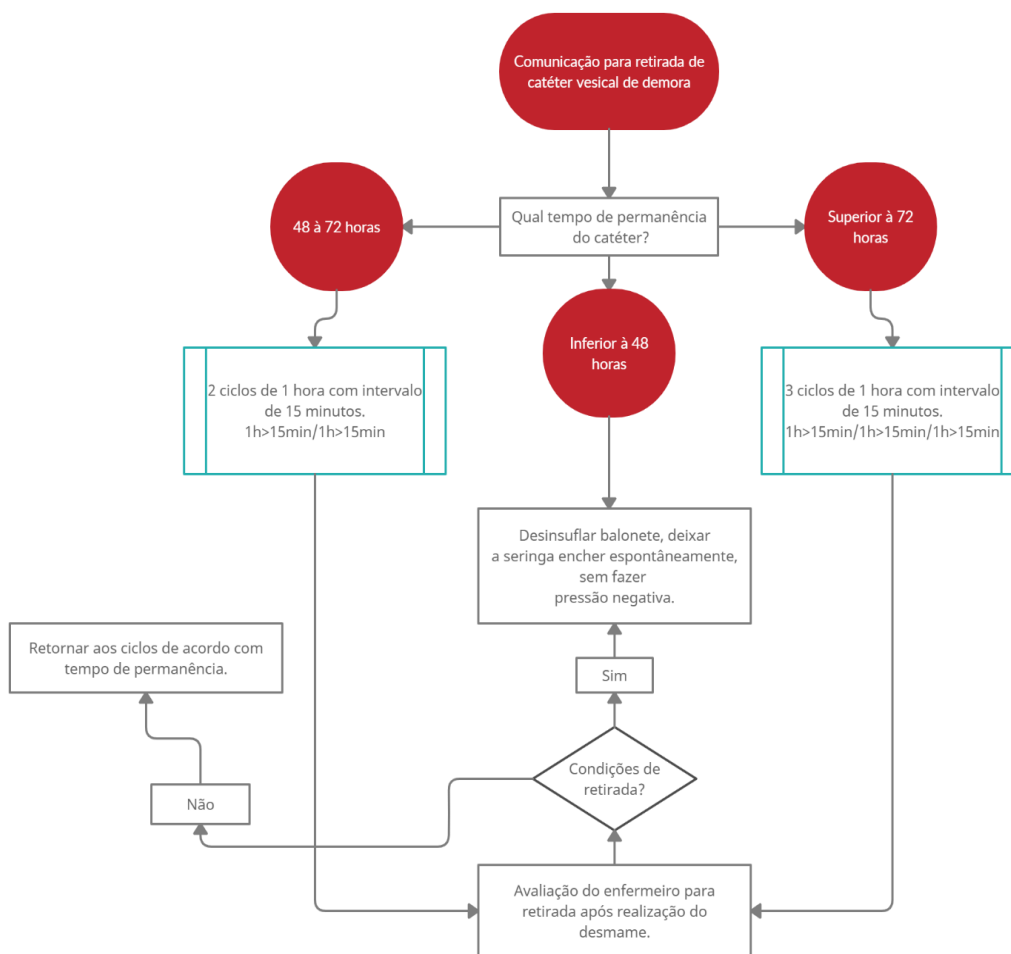 Comunicação para retirada de
catéter vesical de demora
Qual tempo de permanência
do catéter?
48 à 72 horas
Superior à 72
horas
Inferior à 48
horas
2 ciclos de 1 hora com intervalo
de 15 minutos.
1h>15min/1h>15min
3 ciclos de 1 hora com intervalo
de 15 minutos.
1h>15min/1h>15min/1h>15min
Desinsuflar balonete, deixar
a seringa encher espontâneamente,
sem fazer
pressão negativa.
Retornar aos ciclos de acordo com
tempo de permanência.
Sim
Condições de
retirada?
Não
Avaliação do enfermeiro para
retirada após realização do
desmame.